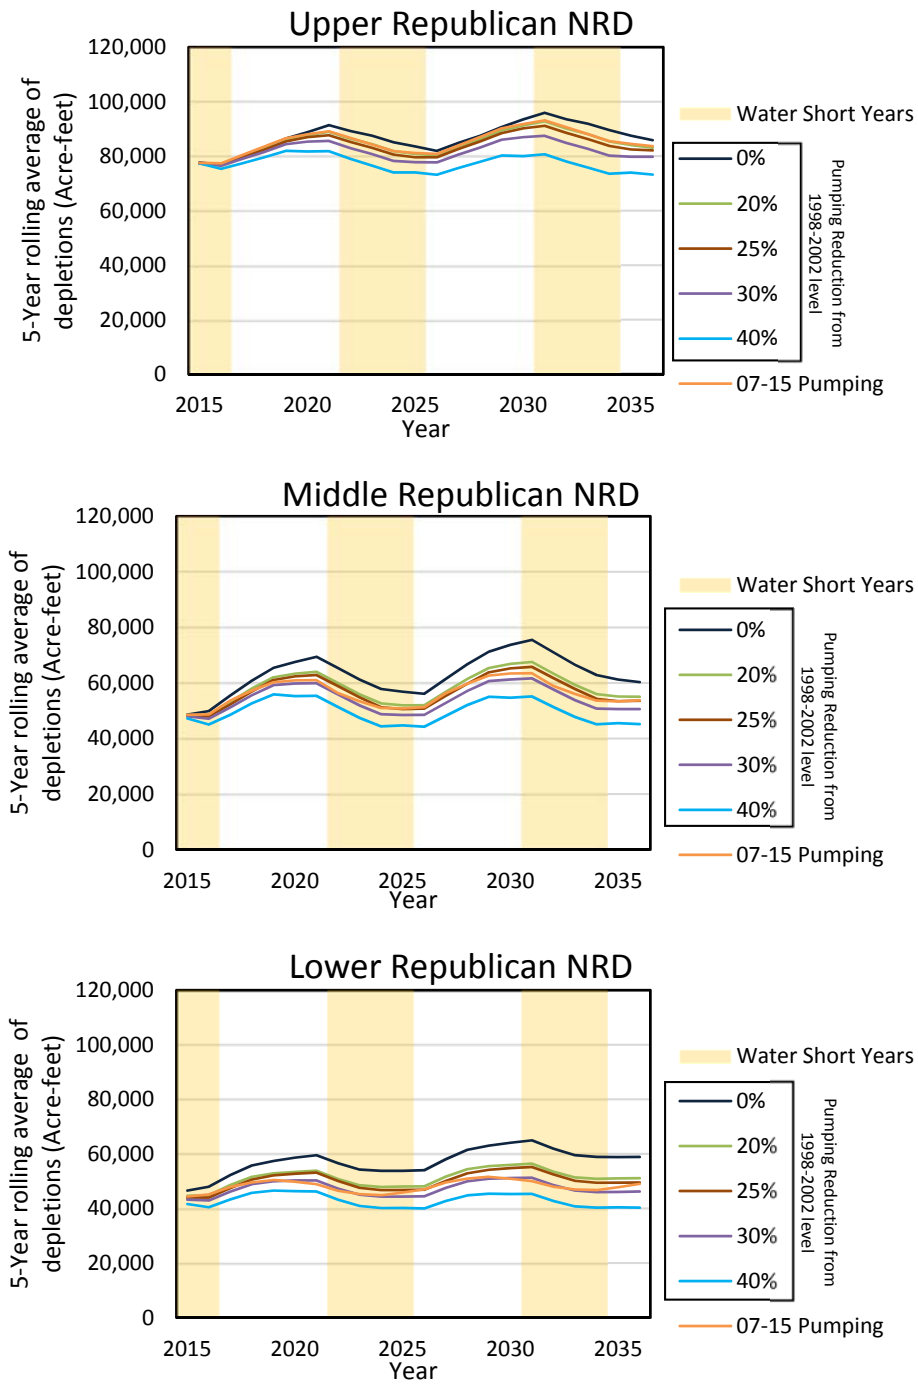 Upper Republican NRD
5-Year rolling average of
depletions (Acre-feet)
120,000
100,000
80,000
60,000
40,000
20,000
0
2015 2020 2025 2030 2035
Year
Water Short Years
0%
20%
25%
30%
40%
Pumping Reduction from
1998-2002 level
07-15 Pumping
Middle Republican NRD
5-Year rolling average of
depletions (Acre-feet)
120,000
100,000
80,000
60,000
40,000
20,000
0
2015 2020 2025 2030 2035
Year
Water Short Years
0%
20%
25%
30%
40%
Pumping Reduction from
1998-2002 level
07-15 Pumping
Lower Republican NRD
5-Year rolling average of
depletions (Acre-feet)
120,000
100,000
80,000
60,000
40,000
20,000
0
2015 2020 2025 2030 2035
Year
Water Short Years
0%
20%
25%
30%
40%
Pumping Reduction from
1998-2002 level
07-15 Pumping